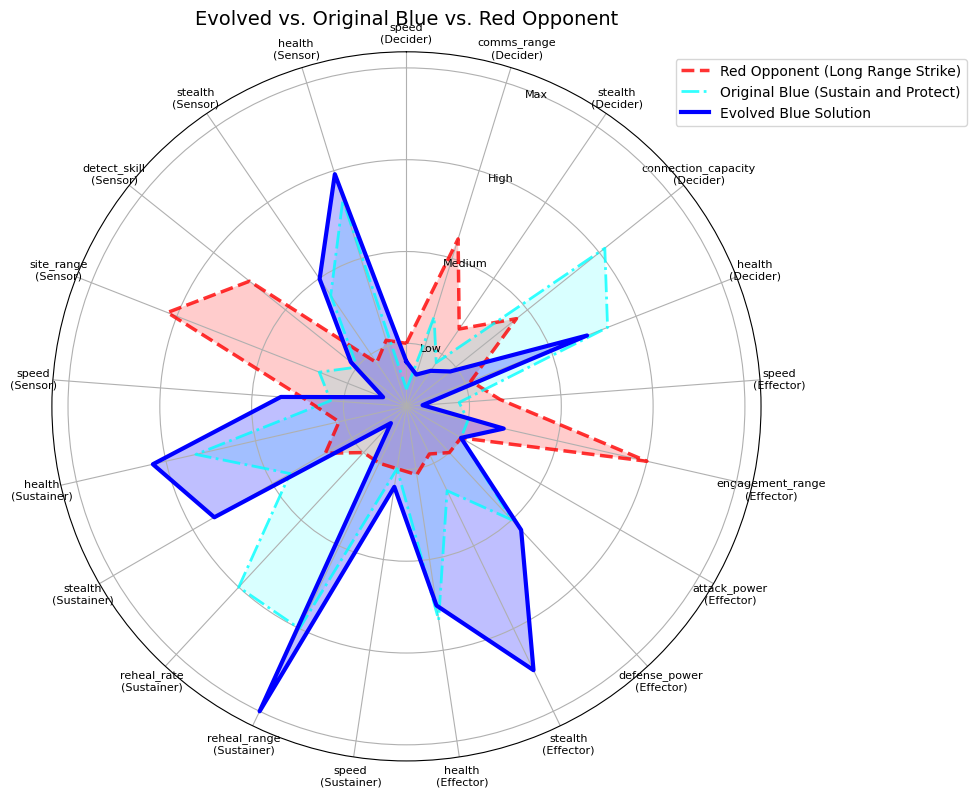 Evolved vs. Original Blue vs. Red Opponent
speed
(Decider)
comms_range
(Decider)
stealth
(Decider)
connection_capacity
(Decider)
health
(Decider)
speed
(Effector)
engagement_range
(Effector)
attack_power
(Effector)
defense_power
(Effector)
stealth
(Effector)
health
(Effector)
speed
(Sustainer)
reheal_range
(Sustainer)
reheal_rate
(Sustainer)
stealth
(Sustainer)
health
(Sustainer)
speed
(Sensor)
site_range
(Sensor)
detect_skill
(Sensor)
stealth
(Sensor)
health
(Sensor)
Max
High
Medium
Low
Red Opponent (Long Range Strike)
Original Blue (Sustain and Protect)
Evolved Blue Solution